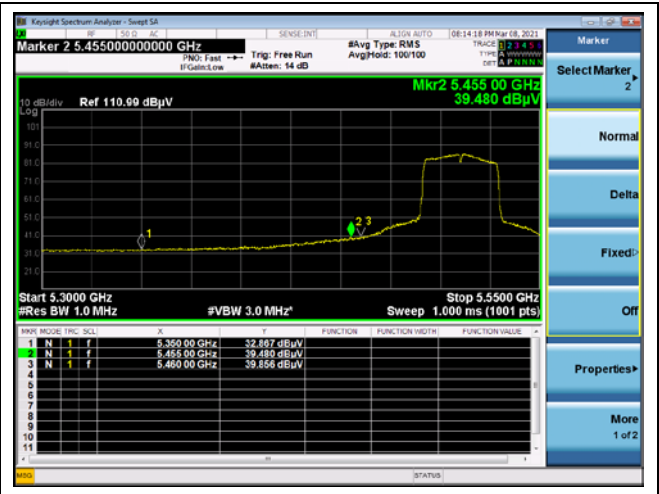 Keysight Spectrum Analyzer - Swept SA
RF 50 Ω AC SENSE:INT ALIGN AUTO 08:14:18 PM Mar 08, 2021
Marker 2 5.455000000000 GHz
PNO: Fast
IFGain:Low
Trig: Free Run
#Atten: 14 dB
#Avg Type: RMS
Avg|Hold: 100/100
TRACE 1 2 3 4 5 6
TYPE A WWWWW
DET A P N N N N
Mkr2 5.455 00 GHz
39.480 dBµV
10 dB/div Ref 110.99 dBµV
Log
101
91.0
81.0
71.0
61.0
51.0
41.0
31.0
21.0
1
2 3
Start 5.3000 GHz Stop 5.5500 GHz
#Res BW 1.0 MHz #VBW 3.0 MHz* Sweep 1.000 ms (1001 pts)
MKR MODE TRC SCL X Y FUNCTION FUNCTION WIDTH FUNCTION VALUE
1 N 1 f 5.350 00 GHz 32.867 dBµV
2 N 1 f 5.455 00 GHz 39.480 dBµV
3 N 1 f 5.460 00 GHz 39.856 dBµV
4
5
6
7
8
9
10
11
MSG STATUS
Marker
Select Marker
2
Normal
Delta
Fixed
Off
Properties
More
1 of 2